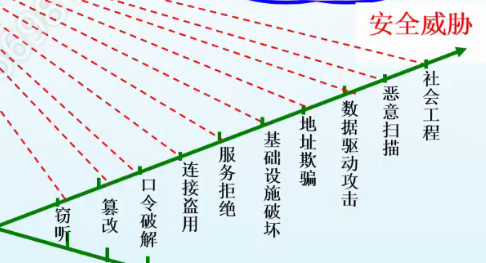 安全威胁
窃听
篡改
口令破解
连接盗用
服务拒绝
基础设施破坏
地址欺骗
数据驱动攻击
恶意扫描
社会工程